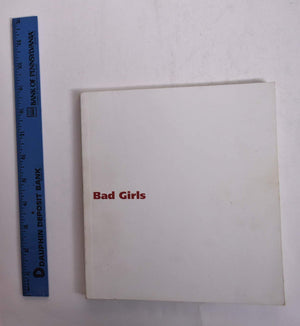 Bad Girls
BANK OF PENNSYLVANIA
DAUPHIN DEPOSIT BANK